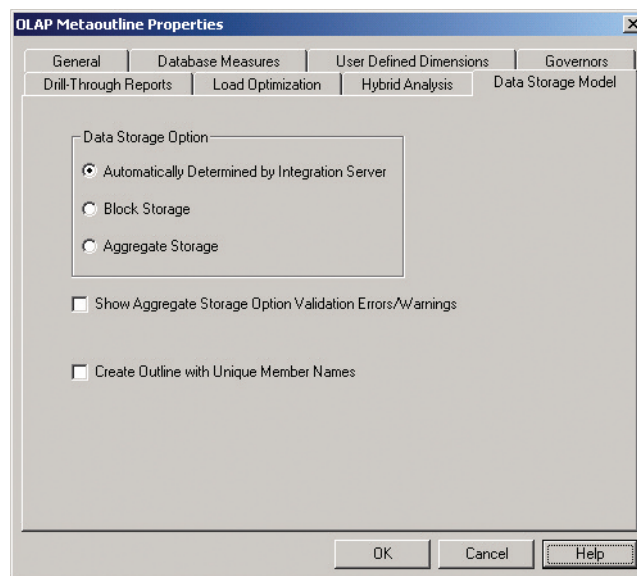 OLAP Metaoutline Properties
General Database Measures User Defined Dimensions Governors
Drill-Through Reports Load Optimization Hybrid Analysis Data Storage Model
Data Storage Option
Automatically Determined by Integration Server
Block Storage
Aggregate Storage
Show Aggregate Storage Option Validation Errors/Warnings
Create Outline with Unique Member Names
OK Cancel Help